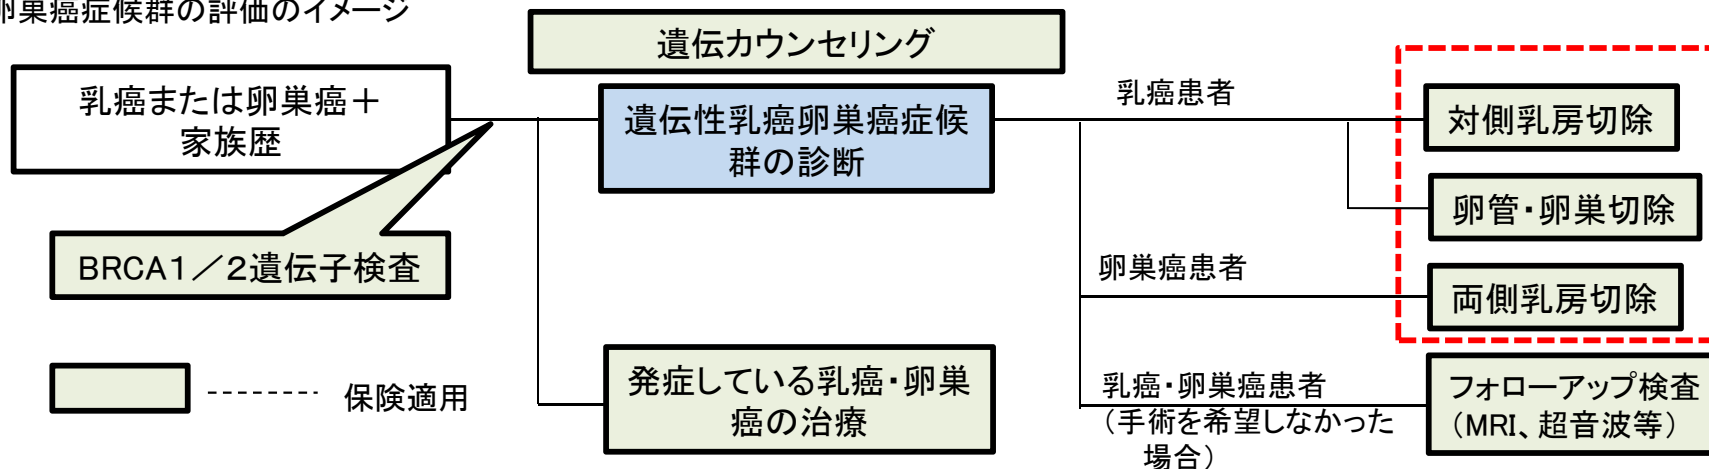 卵巣癌症候群の評価のイメージ
遺伝カウンセリング
乳癌または卵巣癌＋
家族歴
遺伝性乳癌卵巣癌症候
群の診断
BRCA１／２遺伝子検査
発症している乳癌・卵巣
癌の治療
保険適用
乳癌患者
対側乳房切除
卵管・卵巣切除
卵巣癌患者
両側乳房切除
乳癌・卵巣癌患者
（手術を希望しなかった
場合）
フォローアップ検査
（MRI、超音波等）